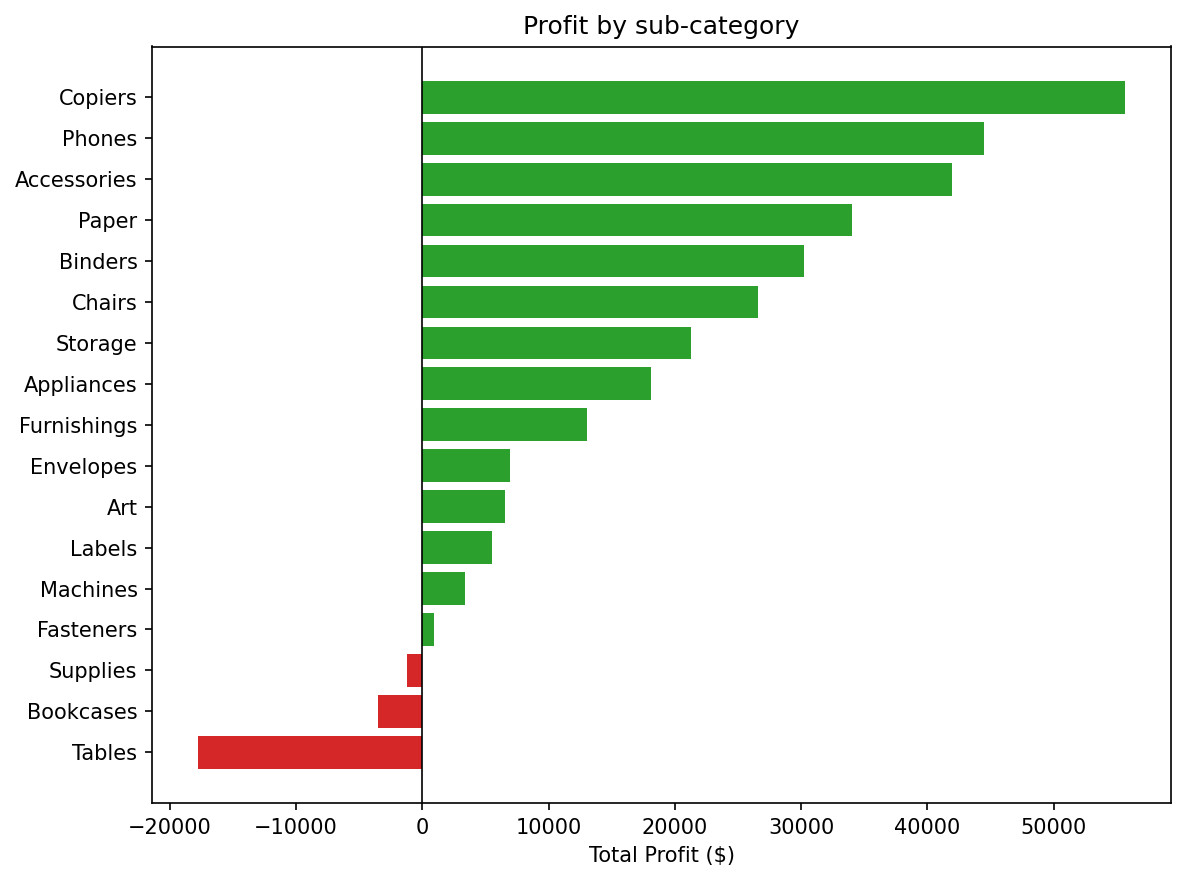 Profit by sub-category
Copiers
Phones
Accessories
Paper
Binders
Chairs
Storage
Appliances
Furnishings
Envelopes
Art
Labels
Machines
Fasteners
Supplies
Bookcases
Tables
−20000 −10000 0 10000 20000 30000 40000 50000
Total Profit ($)